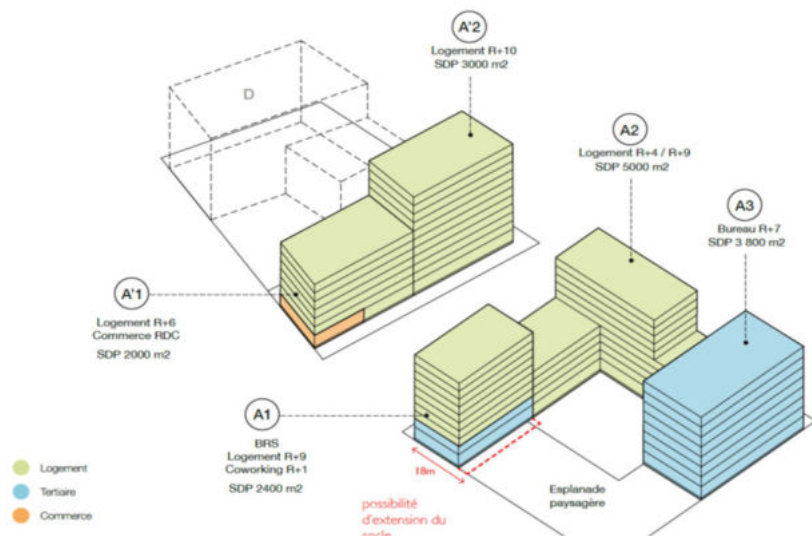 A'2
Logement R+10
SDP 3000 m2
D
A2
Logement R+4 / R+9
SDP 5000 m2
A3
Bureau R+7
SDP 3 800 m2
A'1
Logement R+6
Commerce RDC
SDP 2000 m2
A1
BRS
Logement R+9
Coworking R+1
SDP 2400 m2
18m
Esplanade
paysagère
possibilité
d'extension du
socle
Logement
Tertiaire
Commerce